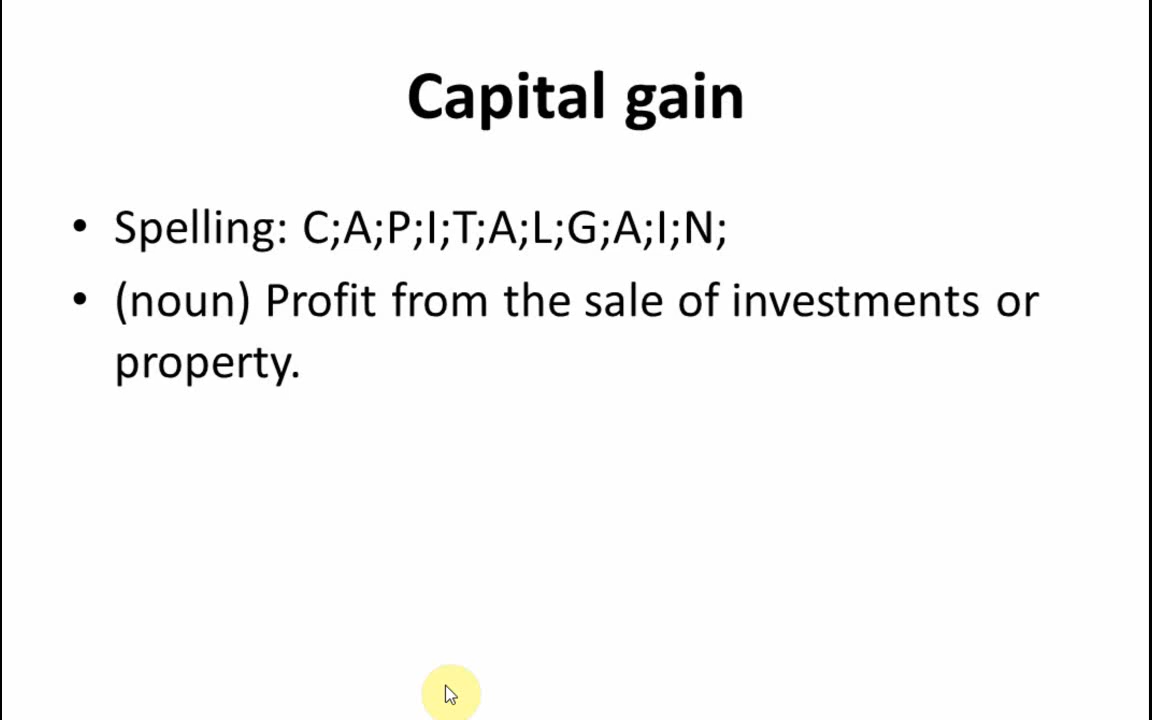 Capital gain
• Spelling: C;A;P;I;T;A;L;G;A;I;N;
• (noun) Profit from the sale of investments or
property.